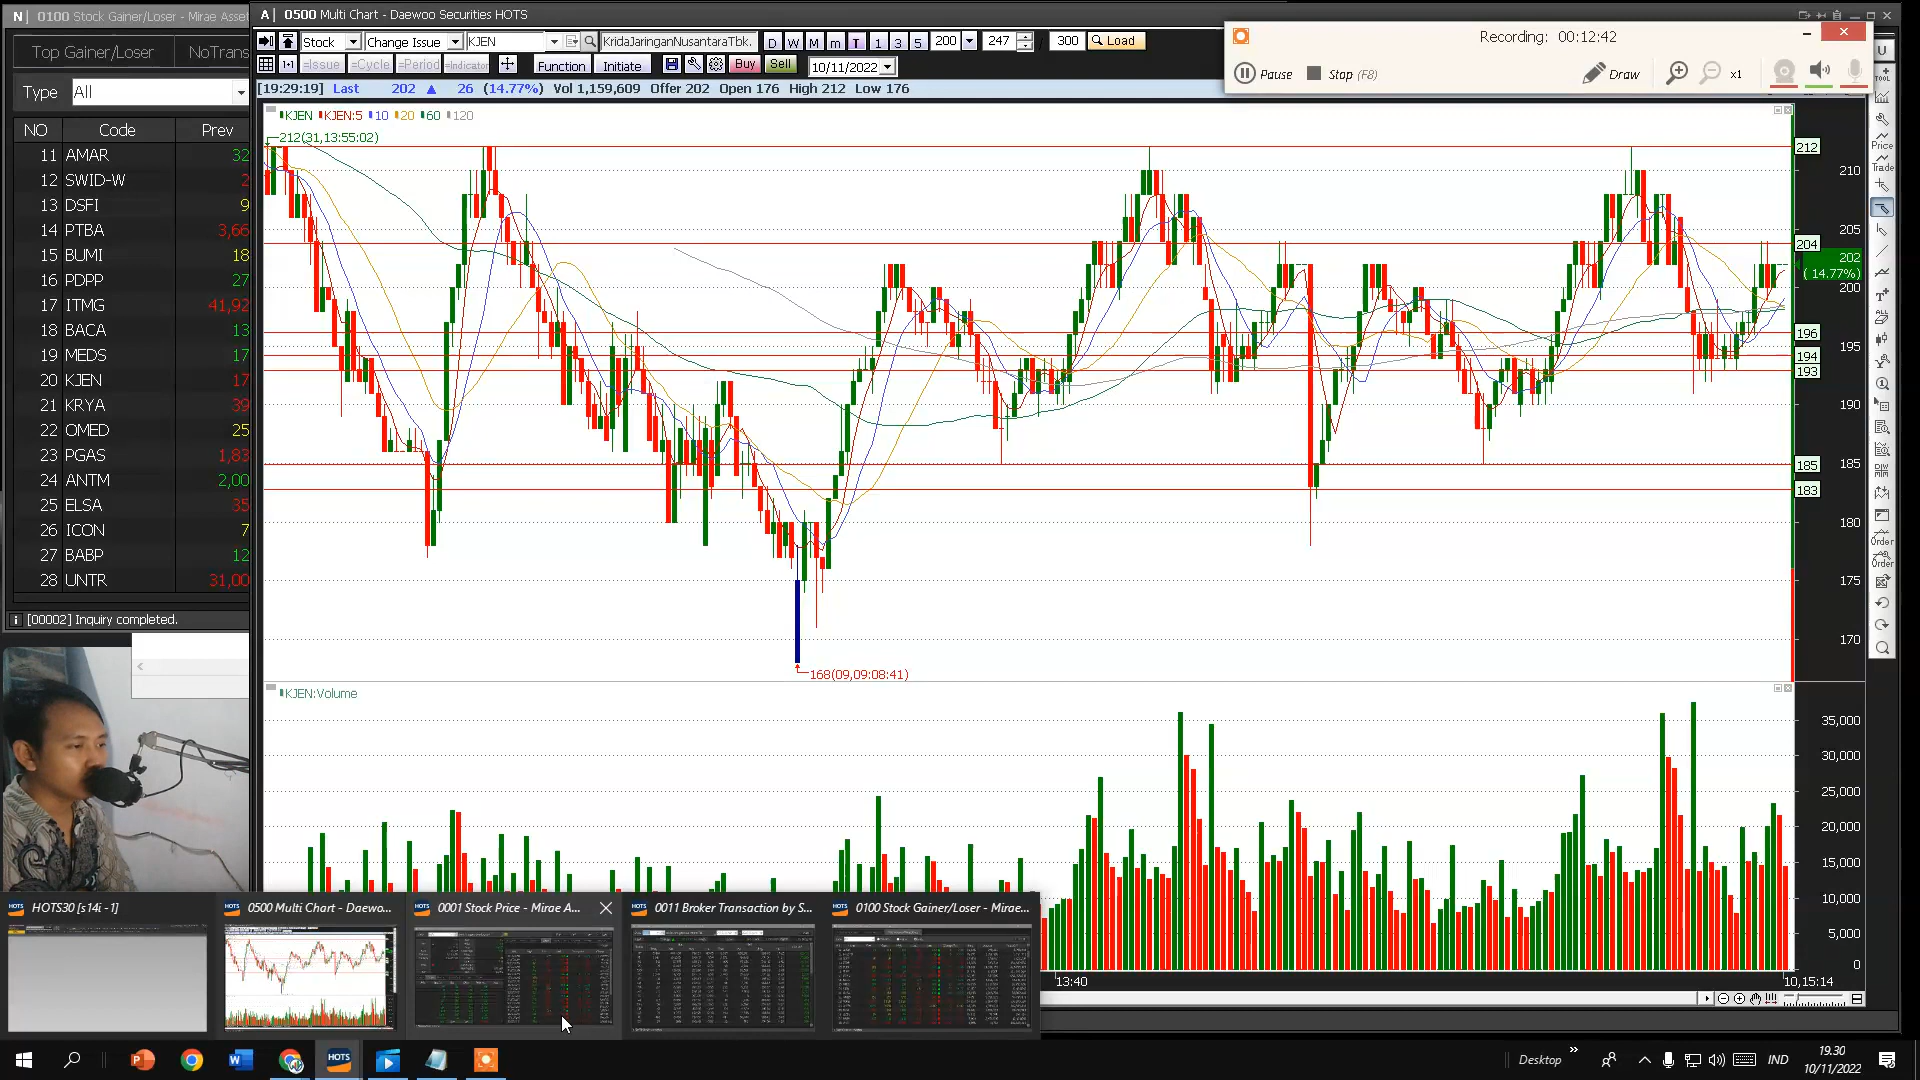 N | 0100 Stock Gainer/Loser - Mirae Asset
A | 0500 Multi Chart - Daewoo Securities HOTS
Recording: 00:12:42
Pause Stop (F8) Draw x1
Top Gainer/Loser NoTrans
Stock Change Issue KJEN KridaJaringanNusantaraTbk. D W M m T 1 3 5 200 247 / 300 Load
1•1 =Issue =Cycle =Period =Indicator Function Initiate Buy Sell 10/11/2022
Type All
[19:29:19] Last 202 ▲ 26 (14.77%) Vol 1,159,609 Offer 202 Open 176 High 212 Low 176
NO Code Prev
11 AMAR 32
12 SWID-W 2
13 DSFI 9
14 PTBA 3,66
15 BUMI 18
16 PDPP 27
17 ITMG 41,92
18 BACA 13
19 MEDS 17
20 KJEN 17
21 KRYA 39
22 OMED 25
23 PGAS 1,83
24 ANTM 2,00
25 ELSA 35
26 ICON 7
27 BABP 12
28 UNTR 31,00
[00002] Inquiry completed.
KJEN KJEN:5 10 20 60 120
212(31,13:55:02)
168(09,09:08:41)
212
210
205
204
202
( 14.77%)
200
196
195
194
193
190
185
185
183
180
175
170
KJEN:Volume
35,000
30,000
25,000
20,000
15,000
10,000
5,000
0
13:40
10,15:14
U
TOOL
Price
Trade
ALL
Order
Order
HOTS30 [s14i -1]
0500 Multi Chart - Daewo...
0001 Stock Price - Mirae A...
0011 Broker Transaction by S...
0100 Stock Gainer/Loser - Mirae...
HOTS
Desktop
IND
19.30
10/11/2022